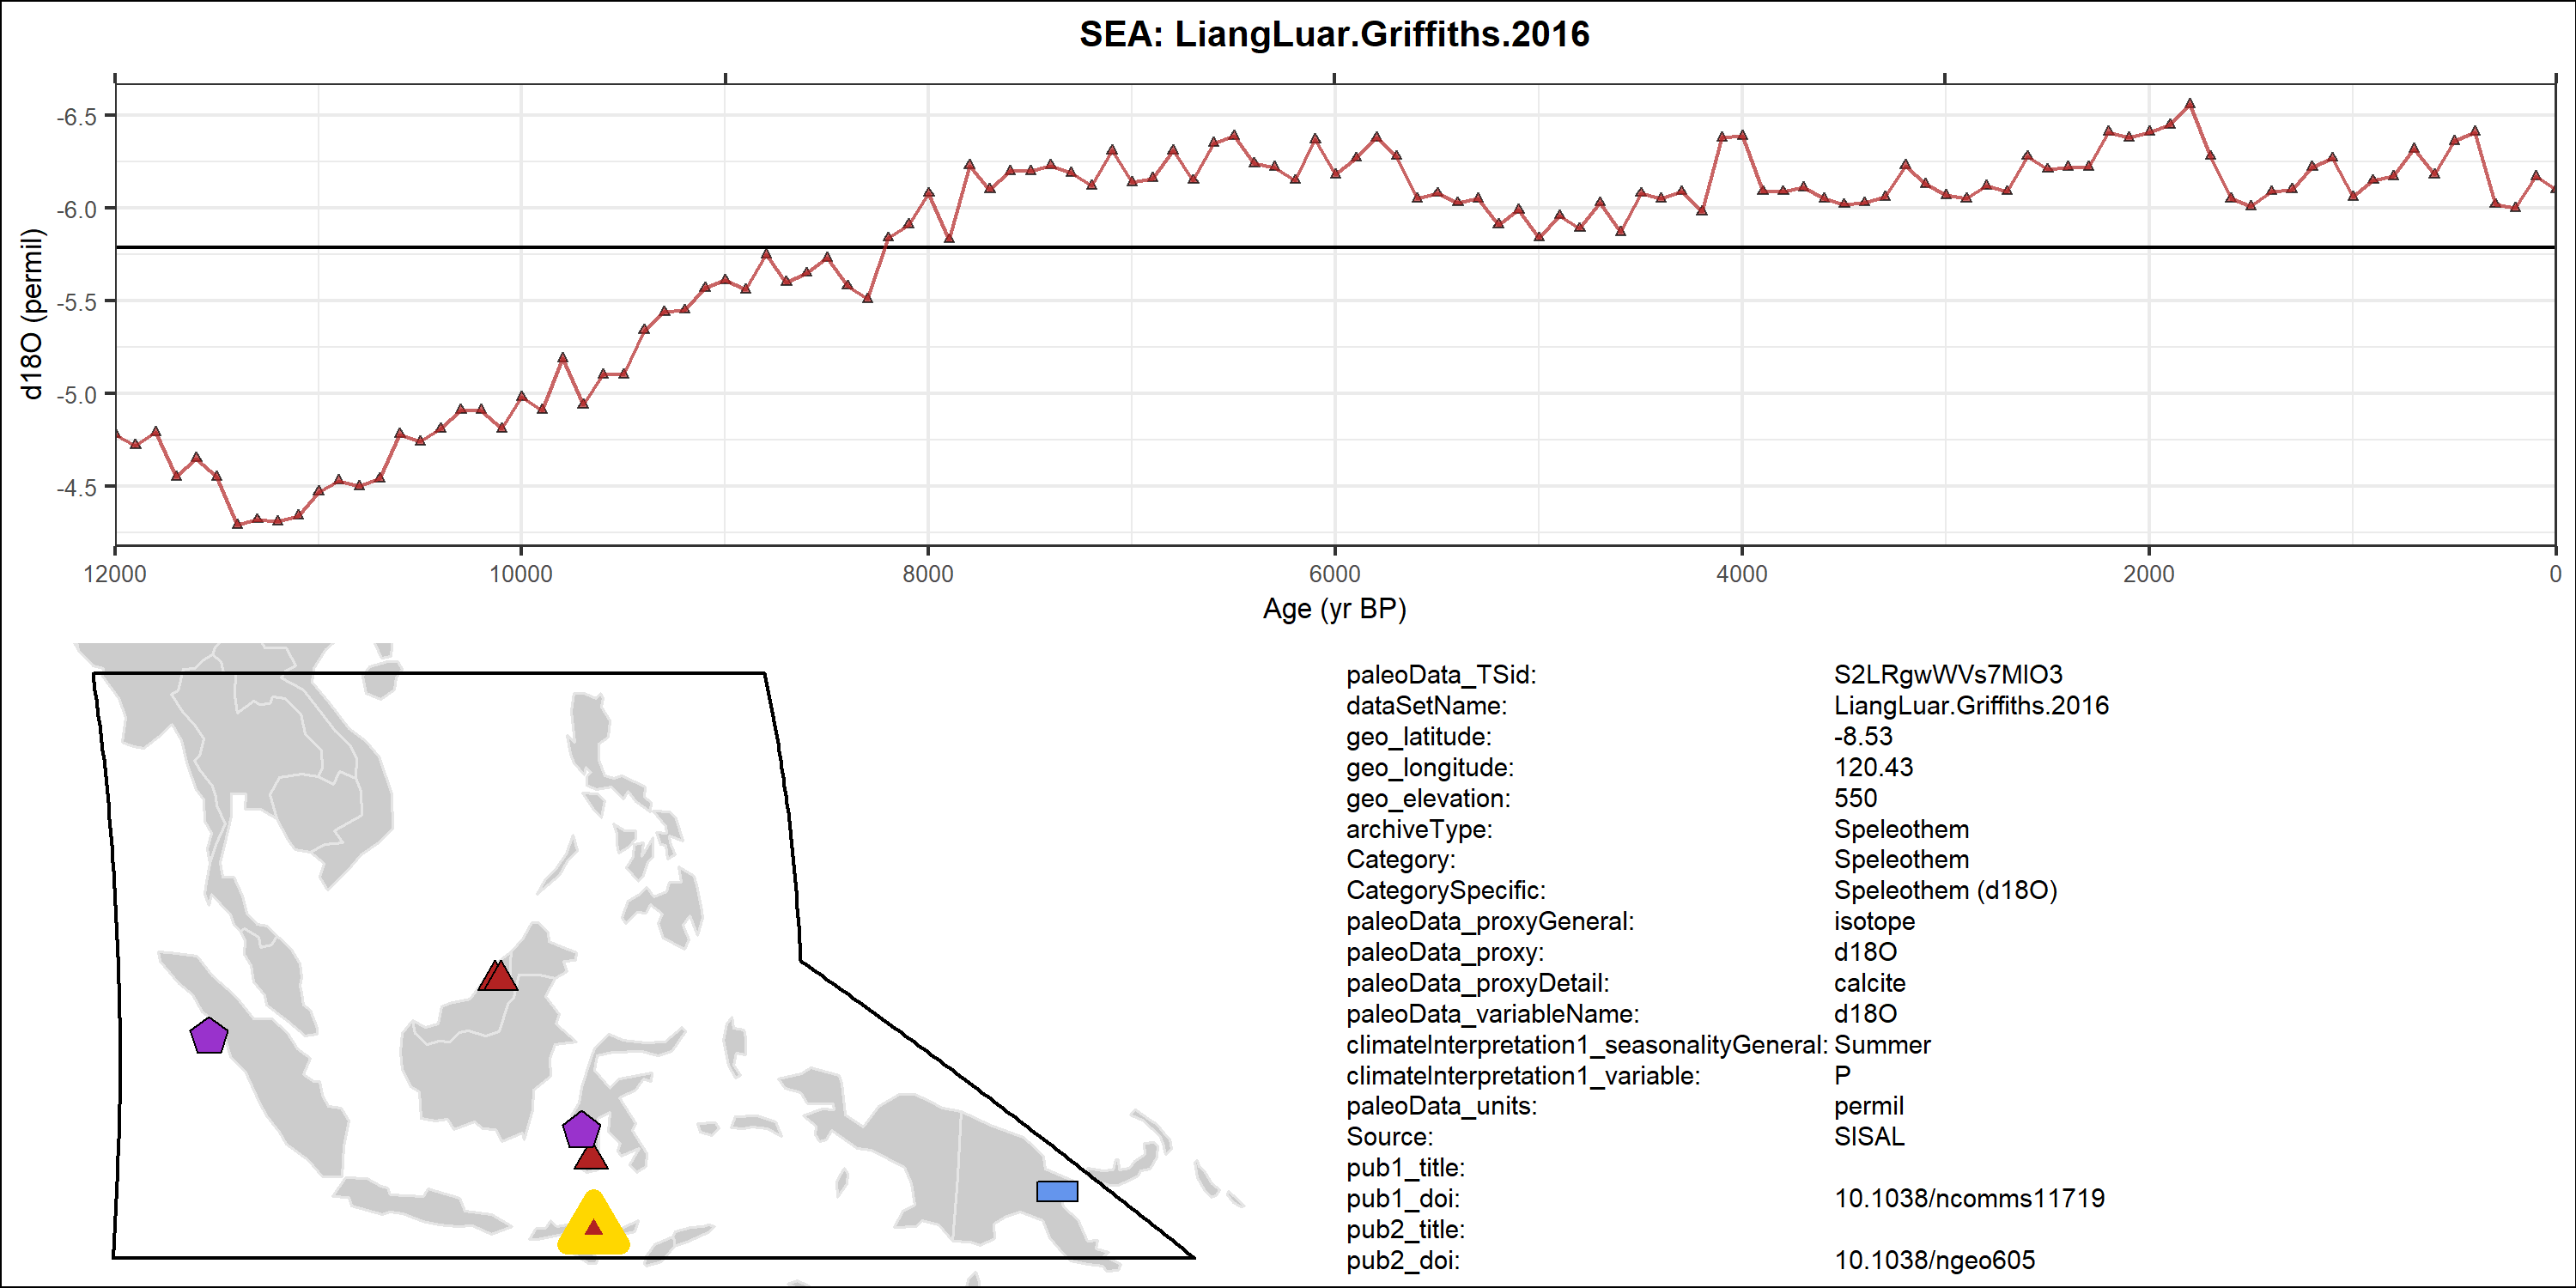 SEA: LiangLuar.Griffiths.2016
-6.5
-6.0
-5.5
-5.0
-4.5
d18O (permil)
12000 10000 8000 6000 4000 2000 0
Age (yr BP)
paleoData_TSid: S2LRgwWVs7MIO3
dataSetName: LiangLuar.Griffiths.2016
geo_latitude: -8.53
geo_longitude: 120.43
geo_elevation: 550
archiveType: Speleothem
Category: Speleothem
CategorySpecific: Speleothem (d18O)
paleoData_proxyGeneral: isotope
paleoData_proxy: d18O
paleoData_proxyDetail: calcite
paleoData_variableName: d18O
climateInterpretation1_seasonalityGeneral: Summer
climateInterpretation1_variable: P
paleoData_units: permil
Source: SISAL
pub1_title:
pub1_doi: 10.1038/ncomms11719
pub2_title:
pub2_doi: 10.1038/ngeo605